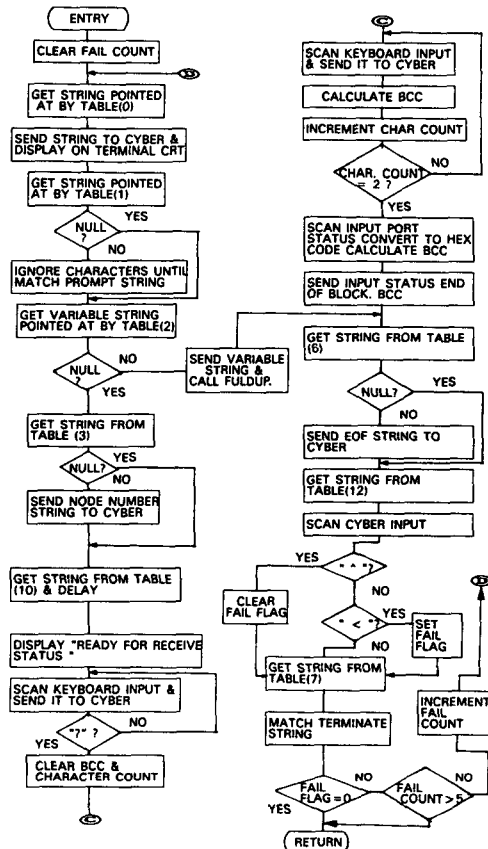 ENTRY
CLEAR FAIL COUNT
D
GET STRING POINTED
AT BY TABLE(0)
SEND STRING TO CYBER &
DISPLAY ON TERMINAL CRT
GET STRING POINTED
AT BY TABLE(1)
NULL
?
YES
NO
IGNORE CHARACTERS UNTIL
MATCH PROMPT STRING
GET VARIABLE STRING
POINTED AT BY TABLE(2)
NULL
?
NO
YES
SEND VARIABLE
STRING &
CALL FULDUP.
GET STRING FROM
TABLE (3)
NULL?
YES
NO
SEND NODE NUMBER
STRING TO CYBER
GET STRING FROM TABLE
(10) & DELAY
DISPLAY "READY FOR RECEIVE
STATUS "
SCAN KEYBOARD INPUT &
SEND IT TO CYBER
"?" ?
NO
YES
CLEAR BCC &
CHARACTER COUNT
C
C
SCAN KEYBOARD INPUT
& SEND IT TO CYBER
CALCULATE BCC
INCREMENT CHAR COUNT
CHAR. COUNT
= 2 ?
NO
YES
SCAN INPUT PORT
STATUS CONVERT TO HEX
CODE CALCULATE BCC
SEND INPUT STATUS END
OF BLOCK. BCC
GET STRING FROM TABLE
(6)
NULL?
YES
NO
SEND EOF STRING TO
CYBER
GET STRING FROM
TABLE(12)
SCAN CYBER INPUT
YES
" ^ "?
NO
CLEAR
FAIL FLAG
" < "?
YES
NO
SET
FAIL
FLAG
D
GET STRING FROM
TABLE(7)
MATCH TERMINATE
STRING
INCREMENT
FAIL
COUNT
FAIL
FLAG=0
NO
YES
FAIL
COUNT>5
NO
RETURN